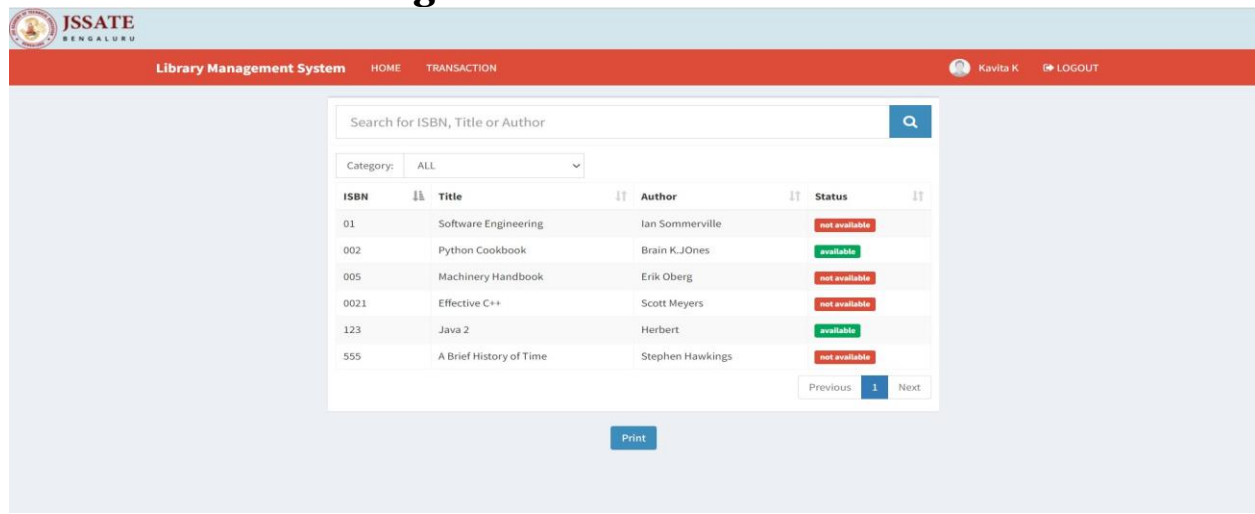 JSSATE
BENGALURU
Library Management System HOME TRANSACTION Kavita K LOGOUT
Search for ISBN, Title or Author
Category: ALL
ISBN Title Author Status
01 Software Engineering Ian Sommerville not available
002 Python Cookbook Brain K.JOnes available
005 Machinery Handbook Erik Oberg not available
0021 Effective C++ Scott Meyers not available
123 Java 2 Herbert available
555 A Brief History of Time Stephen Hawkings not available
Previous 1 Next
Print